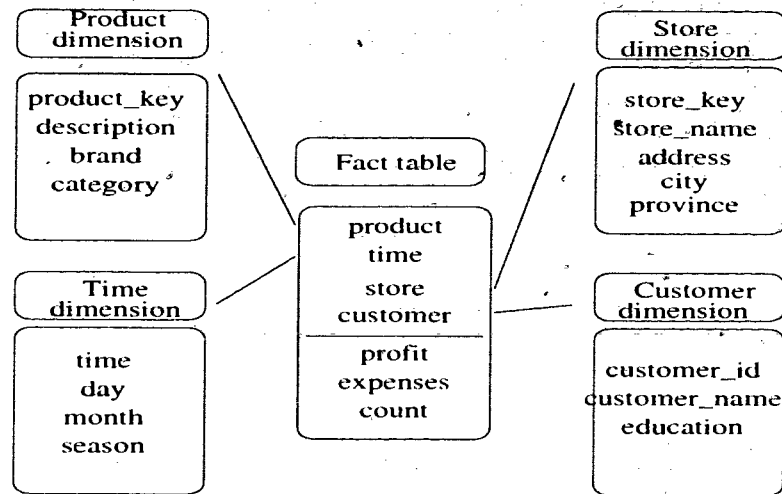 Product
dimension
product_key
description
brand
category
Time
dimension
time
day
month
season
Fact table
product
time
store
customer
profit
expenses
count
Store
dimension
store_key
store_name
address
city
province
Customer
dimension
customer_id
customer_name
education